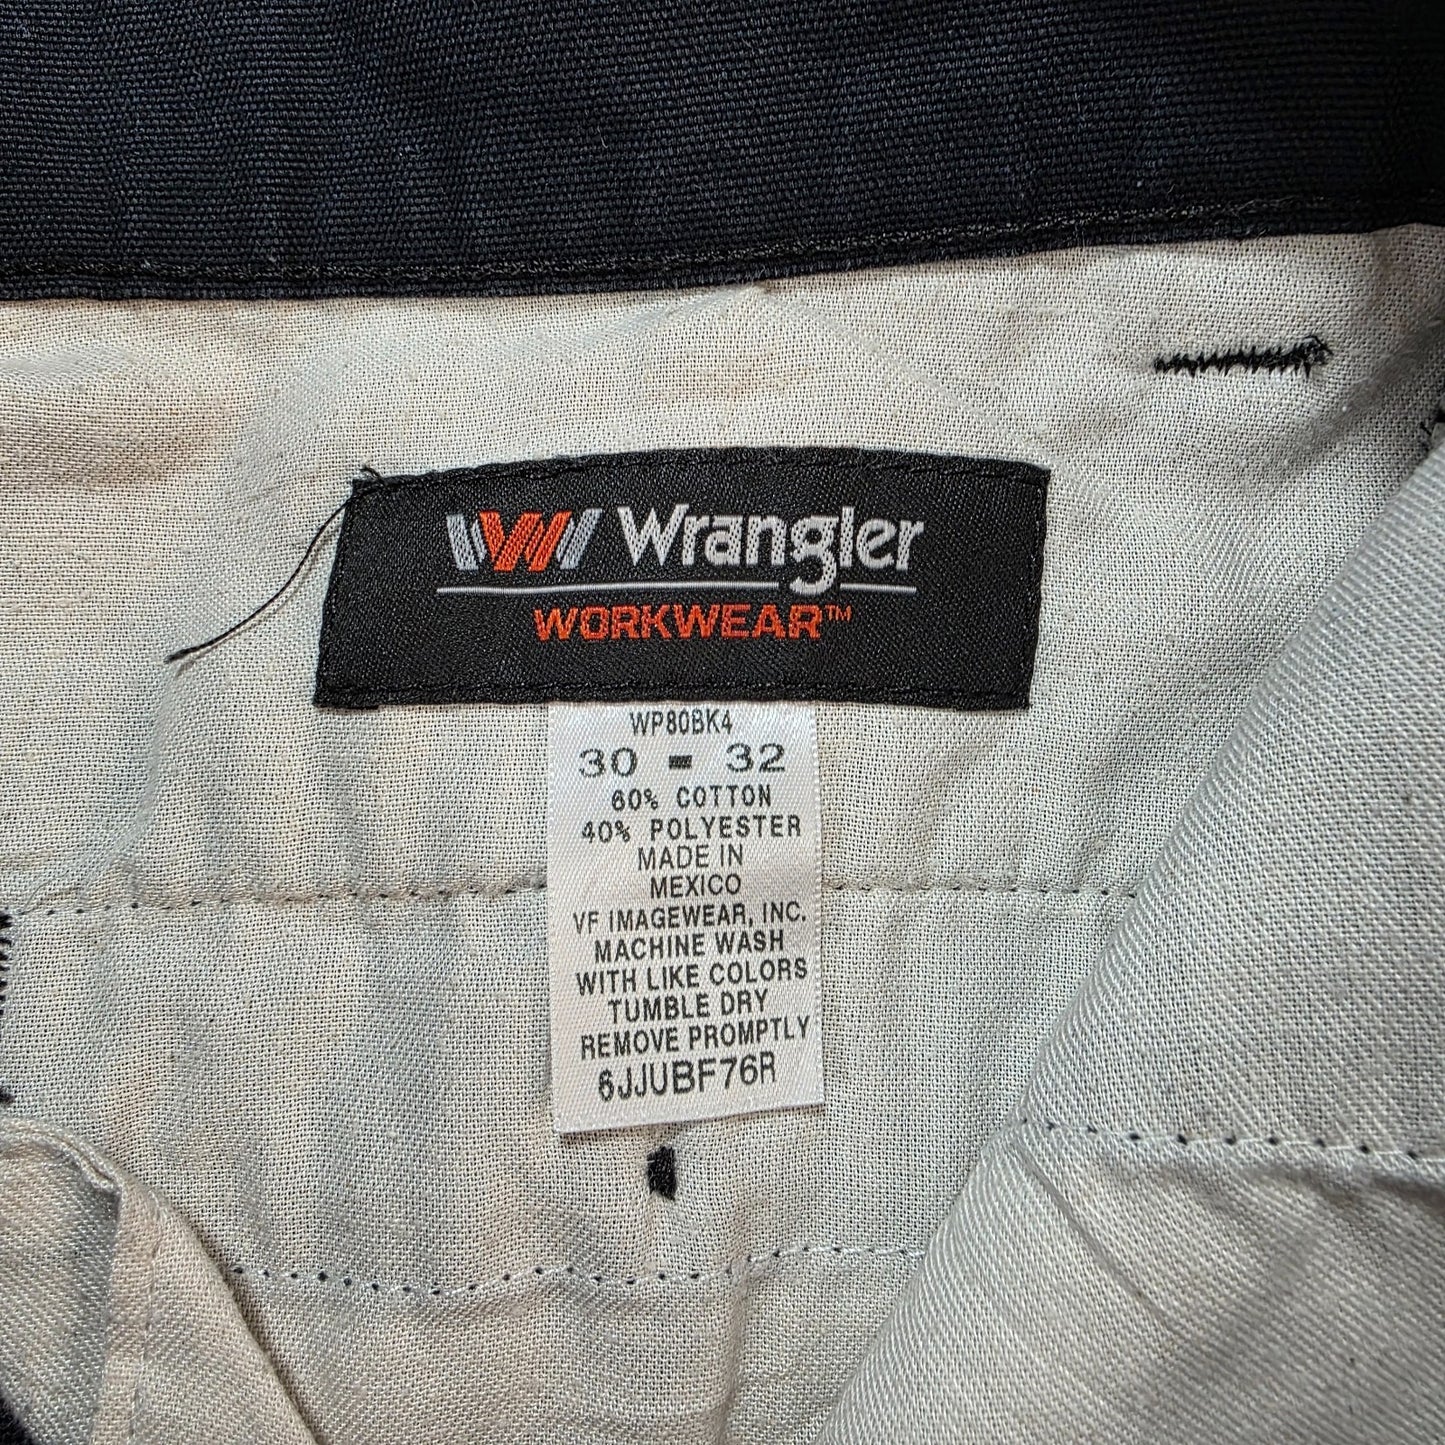 Wrangler
WORKWEAR™
WP80BK4
30 - 32
60% COTTON
40% POLYESTER
MADE IN
MEXICO
VF IMAGEWEAR, INC.
MACHINE WASH
WITH LIKE COLORS
TUMBLE DRY
REMOVE PROMPTLY
6JJUBF76R